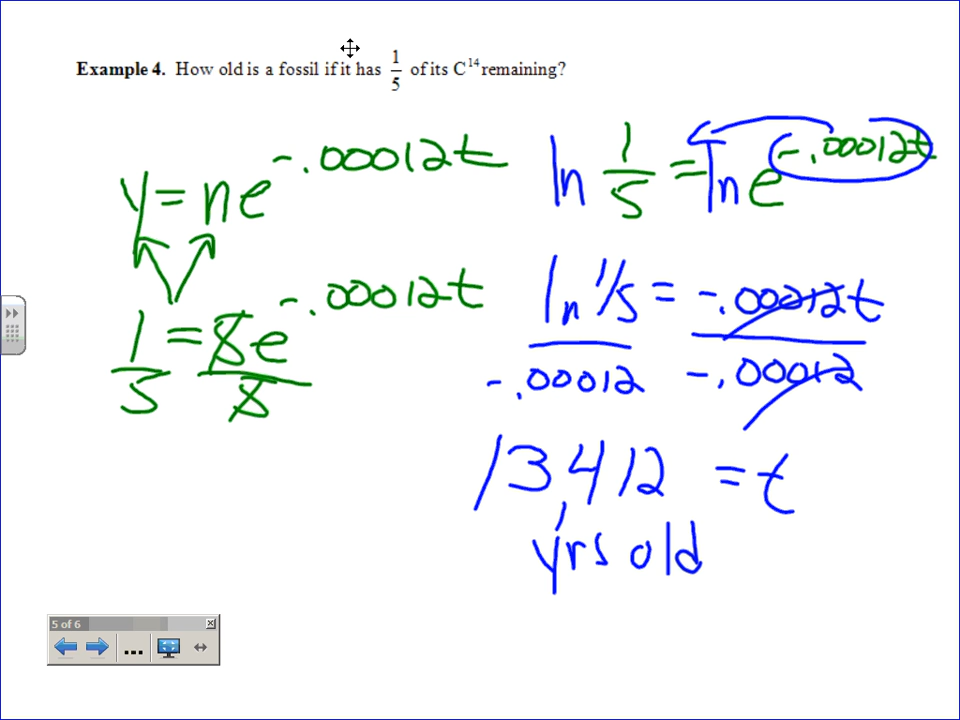 Example 4. How old is a fossil if it has 1/5 of its C^14 remaining?
y = ne^-.00012t
1/5 = 8e^-.00012t / 8
ln 1/5 = ln e^-.00012t
ln 1/5 = -.00012t
-.00012 -.00012
13,412 = t
yrs old
5 of 6